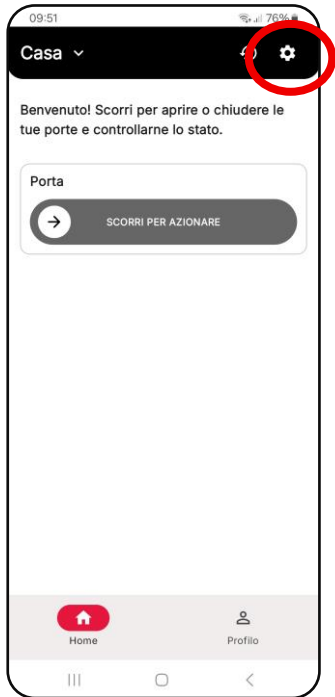 09:51 76%
Casa
Benvenuto! Scorri per aprire o chiudere le
tue porte e controllarne lo stato.
Porta
SCORRI PER AZIONARE
Home Profilo